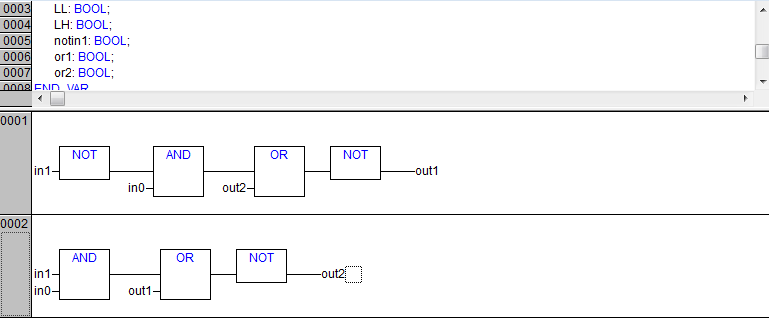 0003 LL: BOOL;
0004 LH: BOOL;
0005 notin1: BOOL;
0006 or1: BOOL;
0007 or2: BOOL;
0008 END_VAR
0001
NOT AND OR NOT
in1 out1
in0 out2
0002
AND OR NOT
in1 out2
in0 out1